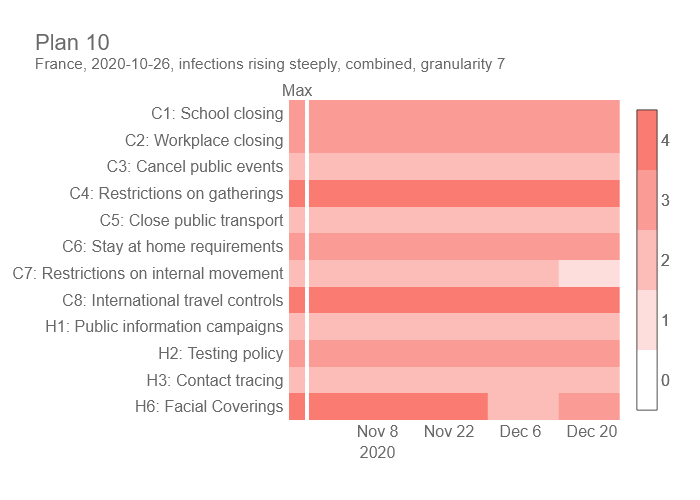 Plan 10
France, 2020-10-26, infections rising steeply, combined, granularity 7
Max
C1: School closing
C2: Workplace closing
C3: Cancel public events
C4: Restrictions on gatherings
C5: Close public transport
C6: Stay at home requirements
C7: Restrictions on internal movement
C8: International travel controls
H1: Public information campaigns
H2: Testing policy
H3: Contact tracing
H6: Facial Coverings
4
3
2
1
0
Nov 8 Nov 22 Dec 6 Dec 20
2020